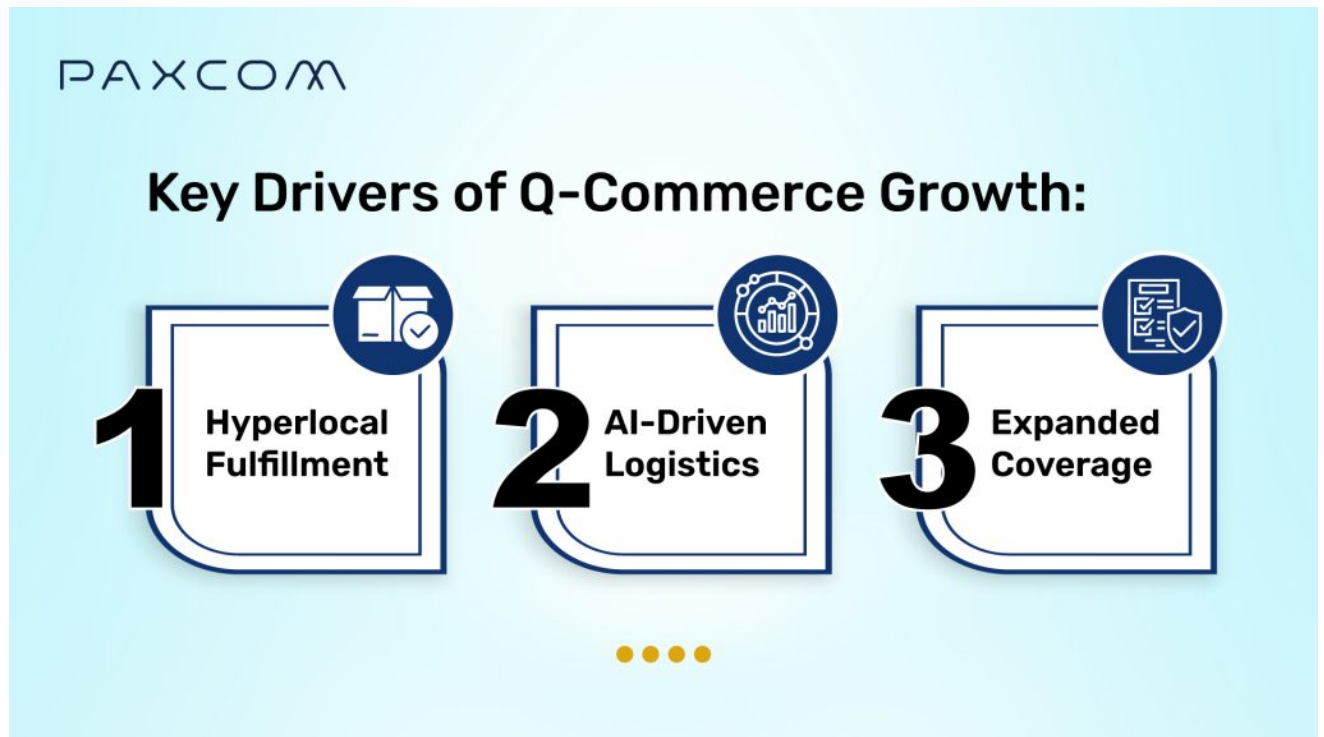 PAXCOM
Key Drivers of Q-Commerce Growth:
1
Hyperlocal
Fulfillment
2
AI-Driven
Logistics
3
Expanded
Coverage